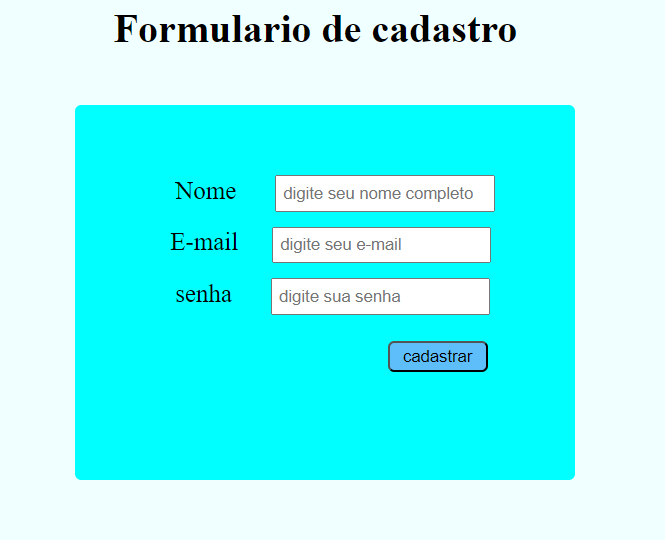 Formulario de cadastro
Nome digite seu nome completo
E-mail digite seu e-mail
senha digite sua senha
cadastrar